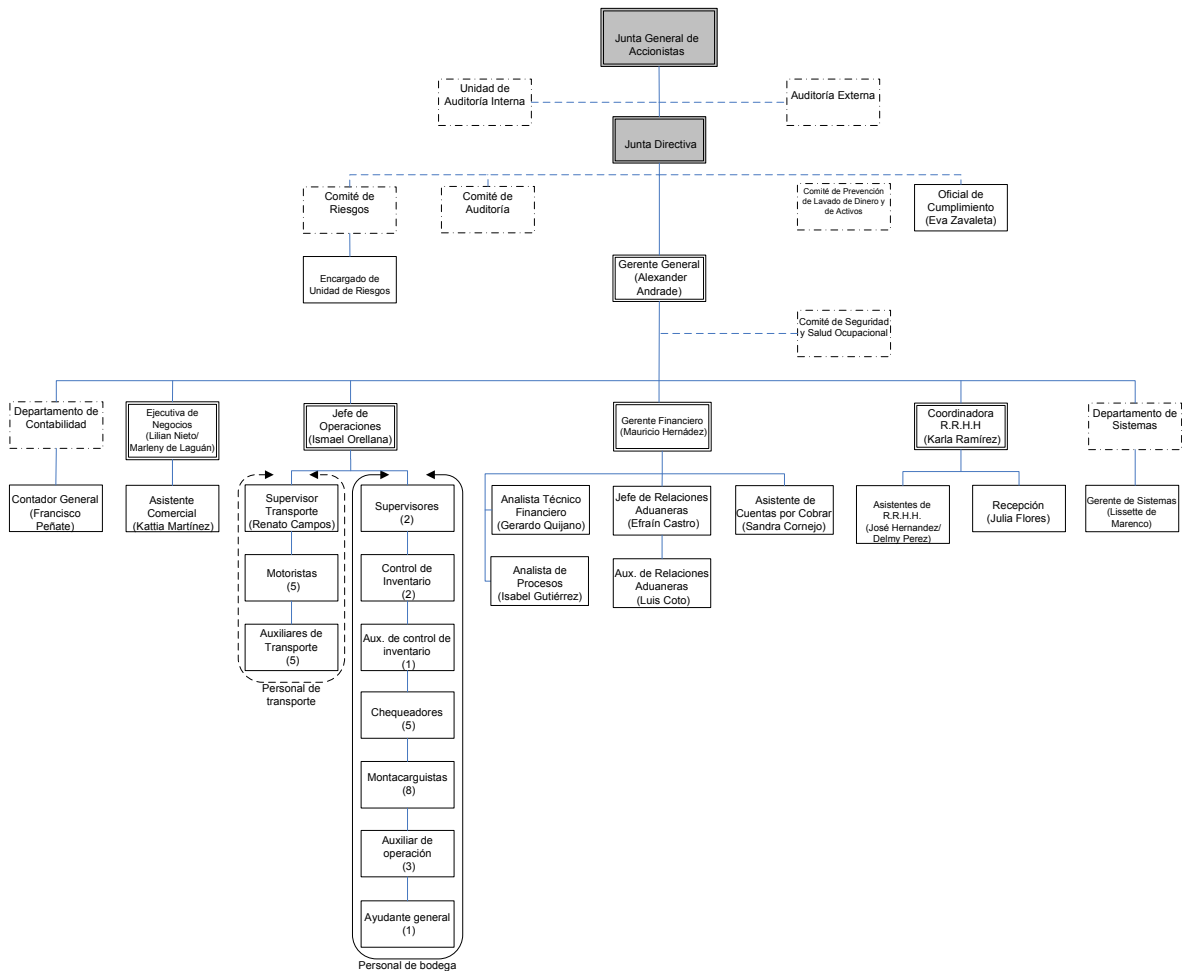 Junta General de
Accionistas
Unidad de
Auditoría Interna
Auditoría Externa
Junta Directiva
Comité de
Riesgos
Comité de
Auditoría
Comité de Prevención
de Lavado de Dinero y
de Activos
Oficial de
Cumplimiento
(Eva Zavaleta)
Encargado de
Unidad de Riesgos
Gerente General
(Alexander
Andrade)
Comité de Seguridad
y Salud Ocupacional
Departamento de
Contabilidad
Ejecutiva de
Negocios
(Lilian Nieto/
Marleny de Laguán)
Jefe de
Operaciones
(Ismael Orellana)
Gerente Financiero
(Mauricio Hernádez)
Coordinadora
R.R.H.H
(Karla Ramírez)
Departamento de
Sistemas
Contador General
(Francisco
Peñate)
Asistente
Comercial
(Kattia Martínez)
Supervisor
Transporte
(Renato Campos)
Supervisores
(2)
Analista Técnico
Financiero
(Gerardo Quijano)
Jefe de Relaciones
Aduaneras
(Efraín Castro)
Asistente de
Cuentas por Cobrar
(Sandra Cornejo)
Asistentes de
R.R.H.H.
(José Hernandez/
Delmy Perez)
Recepción
(Julia Flores)
Gerente de Sistemas
(Lissette de
Marenco)
Motoristas
(5)
Control de
Inventario
(2)
Analista de
Procesos
(Isabel Gutiérrez)
Aux. de Relaciones
Aduaneras
(Luis Coto)
Auxiliares de
Transporte
(5)
Aux. de control de
inventario
(1)
Personal de
transporte
Chequeadores
(5)
Montacarguistas
(8)
Auxiliar de
operación
(3)
Ayudante general
(1)
Personal de bodega